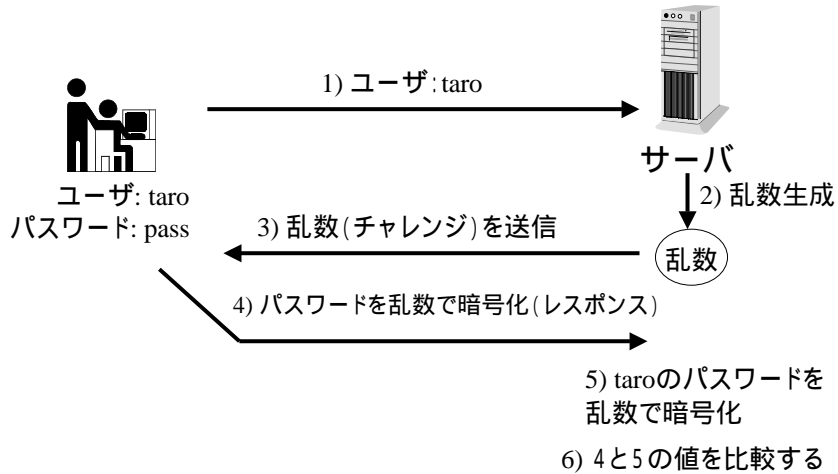 1) ユーザ:taro
サーバ
2) 乱数生成
ユーザ: taro
パスワード: pass
3) 乱数(チャレンジ)を送信
乱数
4) パスワードを乱数で暗号化(レスポンス)
5) taroのパスワードを
乱数で暗号化
6) 4と5の値を比較する